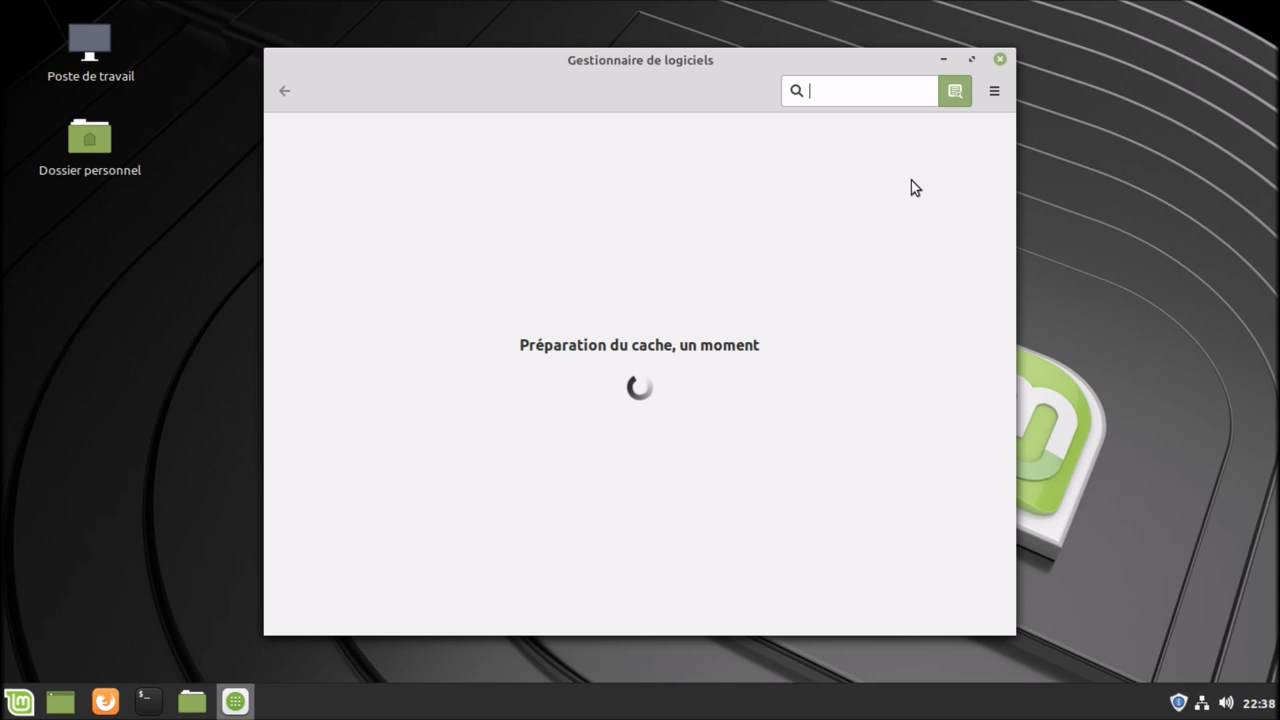 Poste de travail
Dossier personnel
Gestionnaire de logiciels
Préparation du cache, un moment
$_
22:38